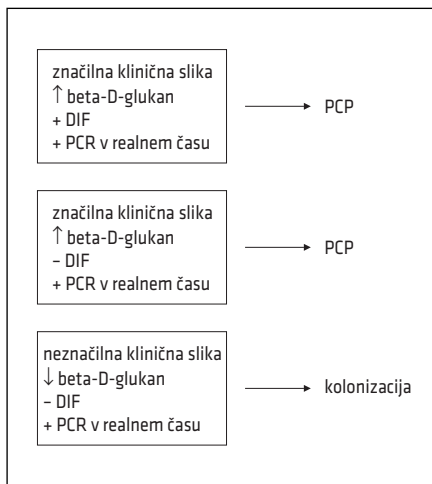 značilna klinična slika
↑ beta-D-glukan
+ DIF
+ PCR v realnem času
PCP
značilna klinična slika
↑ beta-D-glukan
– DIF
+ PCR v realnem času
PCP
neznačilna klinična slika
↓ beta-D-glukan
– DIF
+ PCR v realnem času
kolonizacija